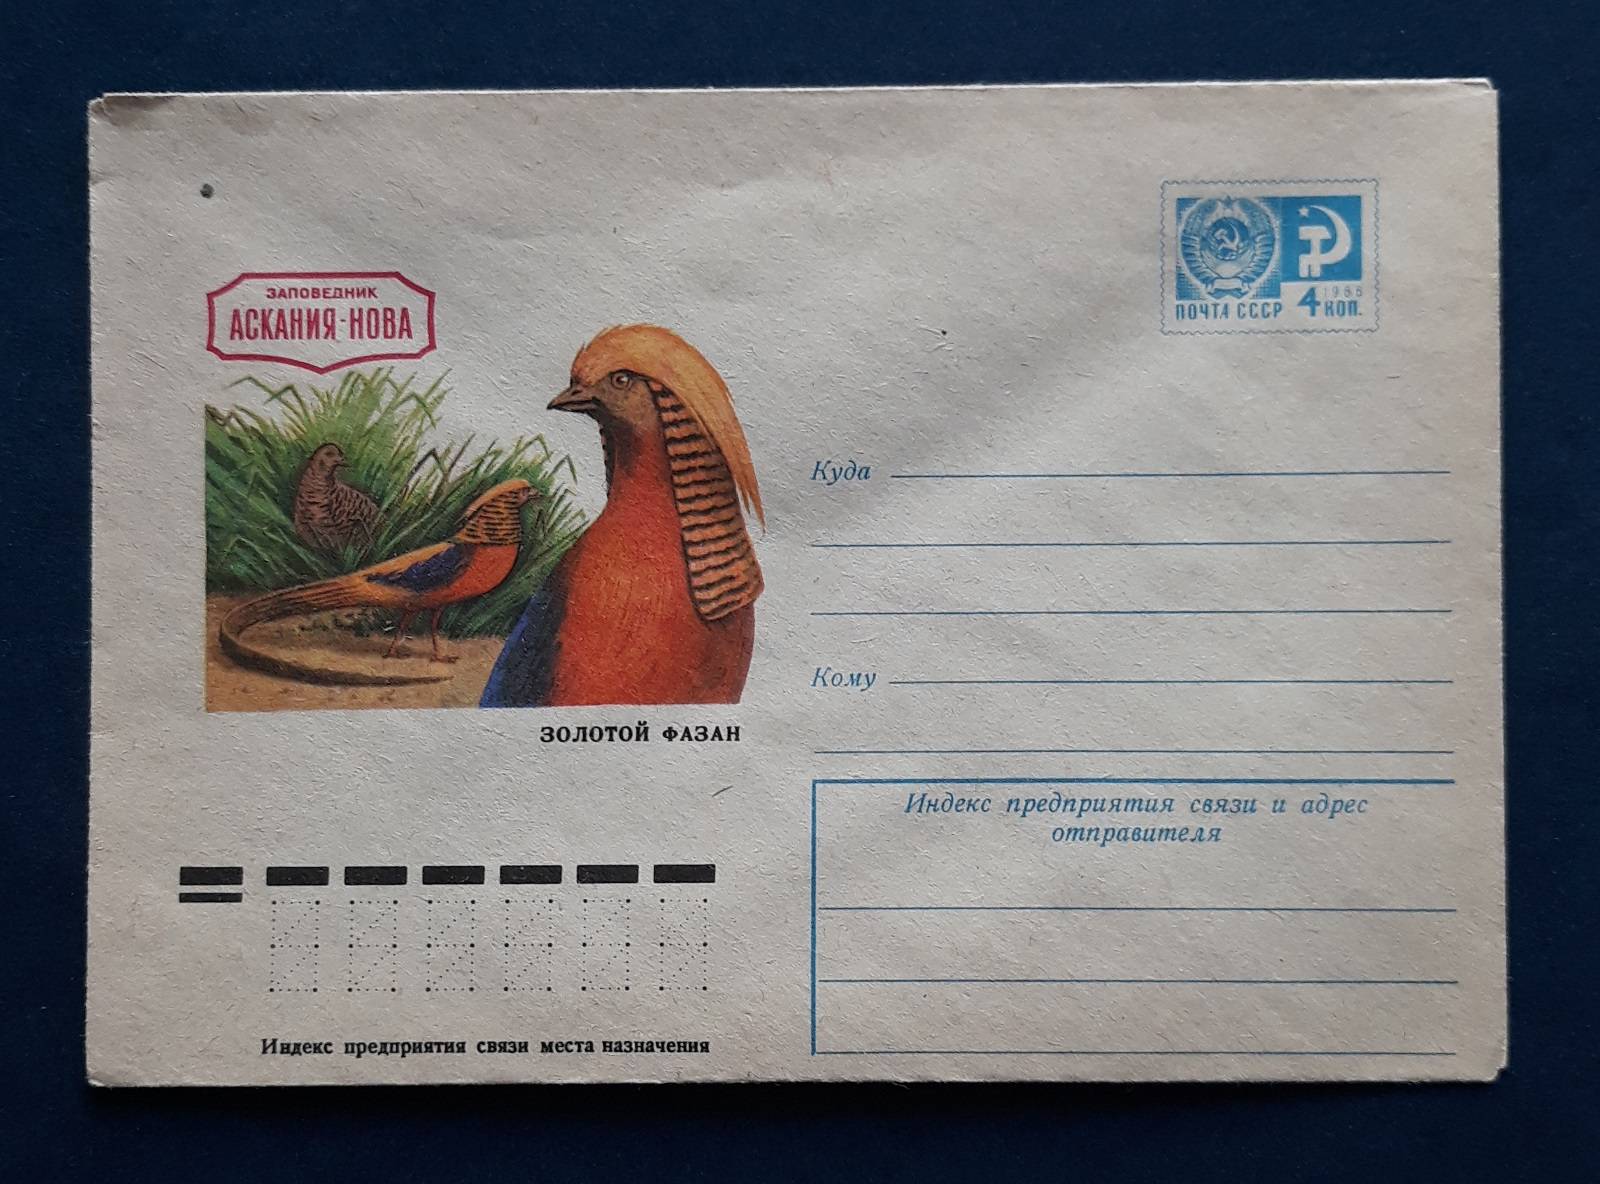 ЗАПОВЕДНИК
АСКАНИЯ-НОВА
1966
ПОЧТА СССР 4 КОП.
Куда
Кому
ЗОЛОТОЙ ФАЗАН
Индекс предприятия связи и адрес
отправителя
Индекс предприятия связи места назначения